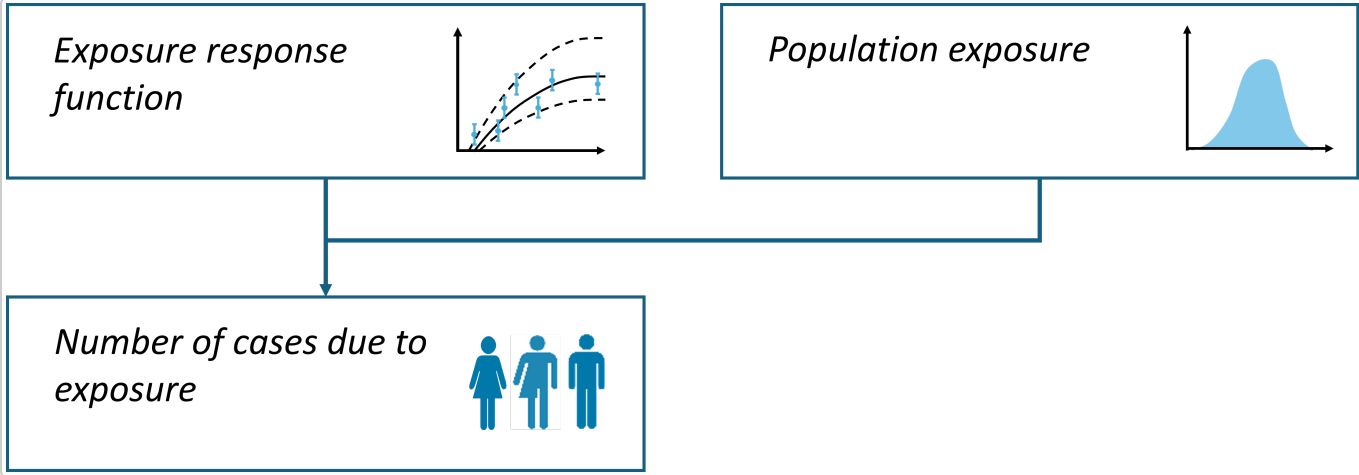 Exposure response
function
Population exposure
Number of cases due to
exposure